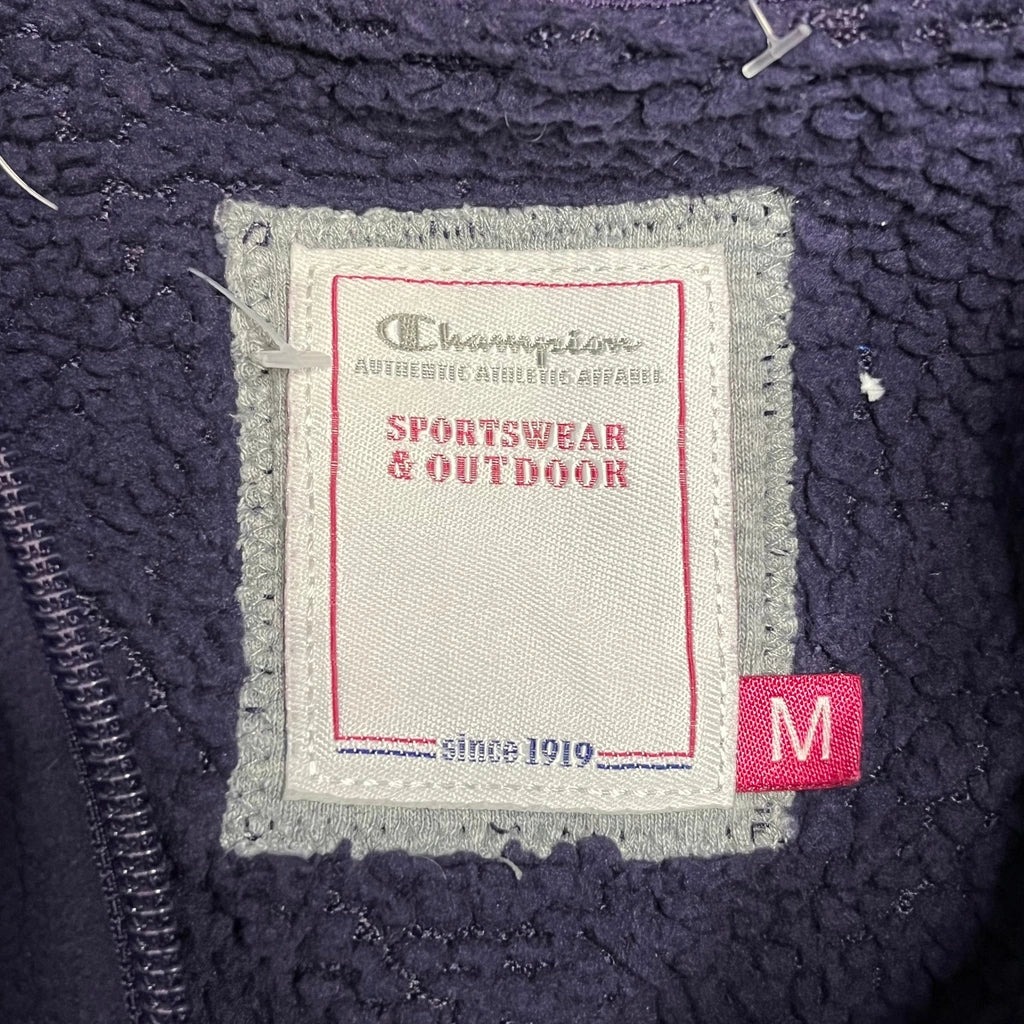 Champion
AUTHENTIC ATHLETIC APPAREL
SPORTSWEAR
& OUTDOOR
M
since 1919